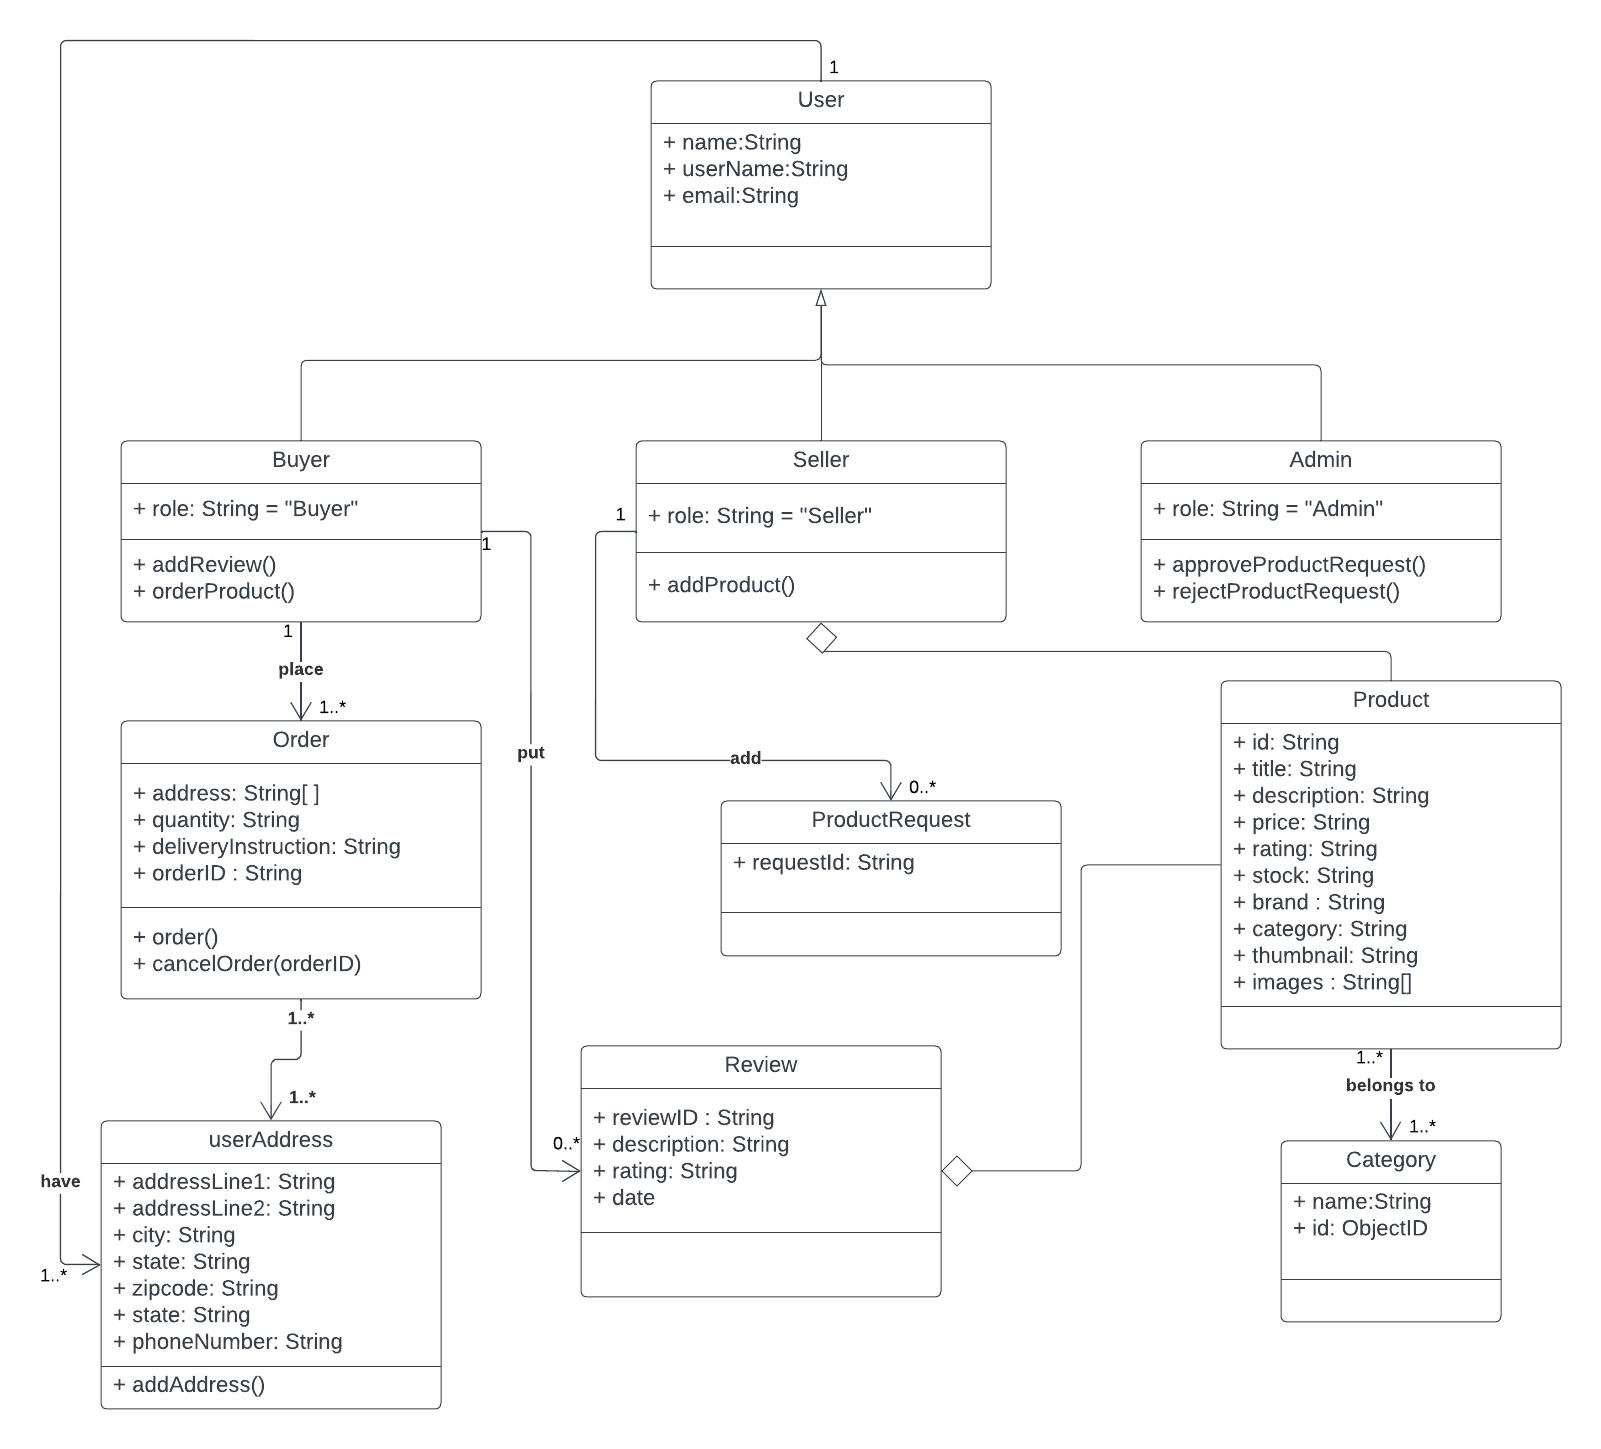 1
User
+ name:String
+ userName:String
+ email:String
Buyer
+ role: String = "Buyer"
+ addReview()
+ orderProduct()
1
1
place
1..*
put
Seller
1
+ role: String = "Seller"
+ addProduct()
Admin
+ role: String = "Admin"
+ approveProductRequest()
+ rejectProductRequest()
Order
+ address: String[ ]
+ quantity: String
+ deliveryInstruction: String
+ orderID : String
+ order()
+ cancelOrder(orderID)
1..*
1..*
add
0..*
ProductRequest
+ requestId: String
Product
+ id: String
+ title: String
+ description: String
+ price: String
+ rating: String
+ stock: String
+ brand : String
+ category: String
+ thumbnail: String
+ images : String[]
1..*
belongs to
1..*
userAddress
+ addressLine1: String
+ addressLine2: String
+ city: String
+ state: String
+ zipcode: String
+ state: String
+ phoneNumber: String
+ addAddress()
have
1..*
Review
0..*
+ reviewID : String
+ description: String
+ rating: String
+ date
Category
+ name:String
+ id: ObjectID